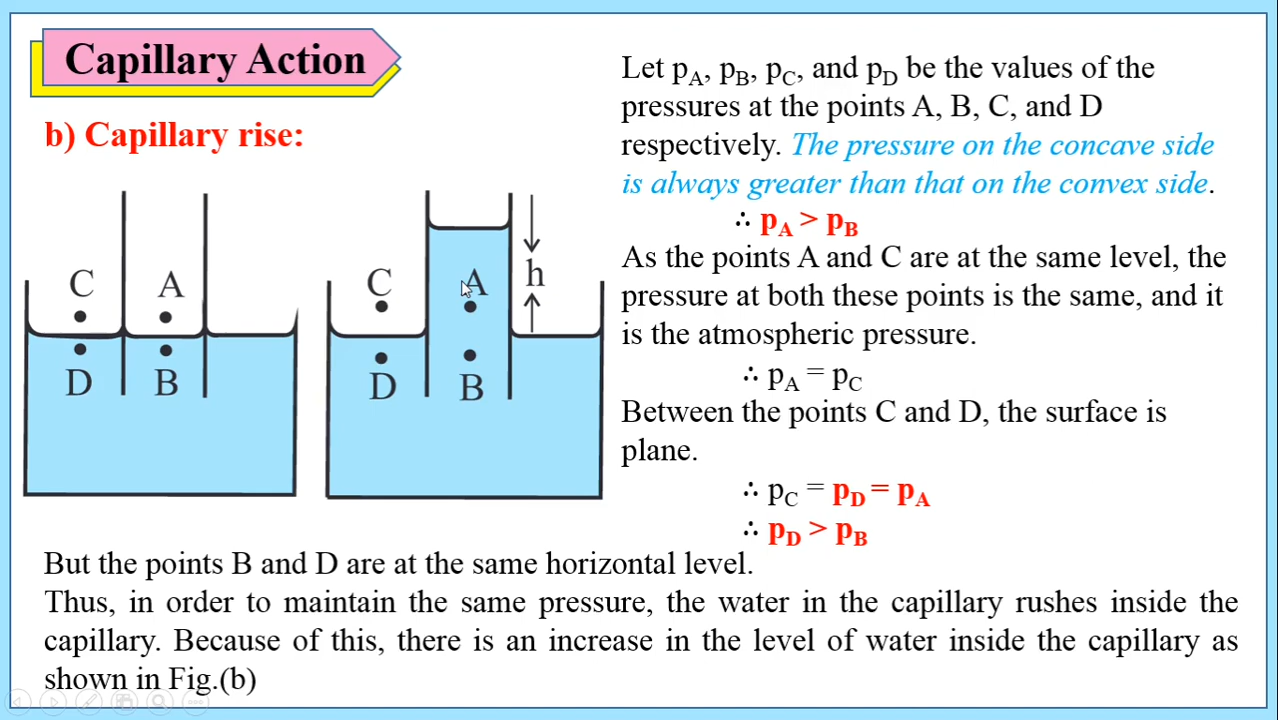 Capillary Action
b) Capillary rise:
C A
D B
C A h
D B
Let pA, pB, pC, and pD be the values of the
pressures at the points A, B, C, and D
respectively. The pressure on the concave side
is always greater than that on the convex side.
∴ pA > pB
As the points A and C are at the same level, the
pressure at both these points is the same, and it
is the atmospheric pressure.
∴ pA = pC
Between the points C and D, the surface is
plane.
∴ pC = pD = pA
∴ pD > pB
But the points B and D are at the same horizontal level.
Thus, in order to maintain the same pressure, the water in the capillary rushes inside the
capillary. Because of this, there is an increase in the level of water inside the capillary as
shown in Fig.(b)